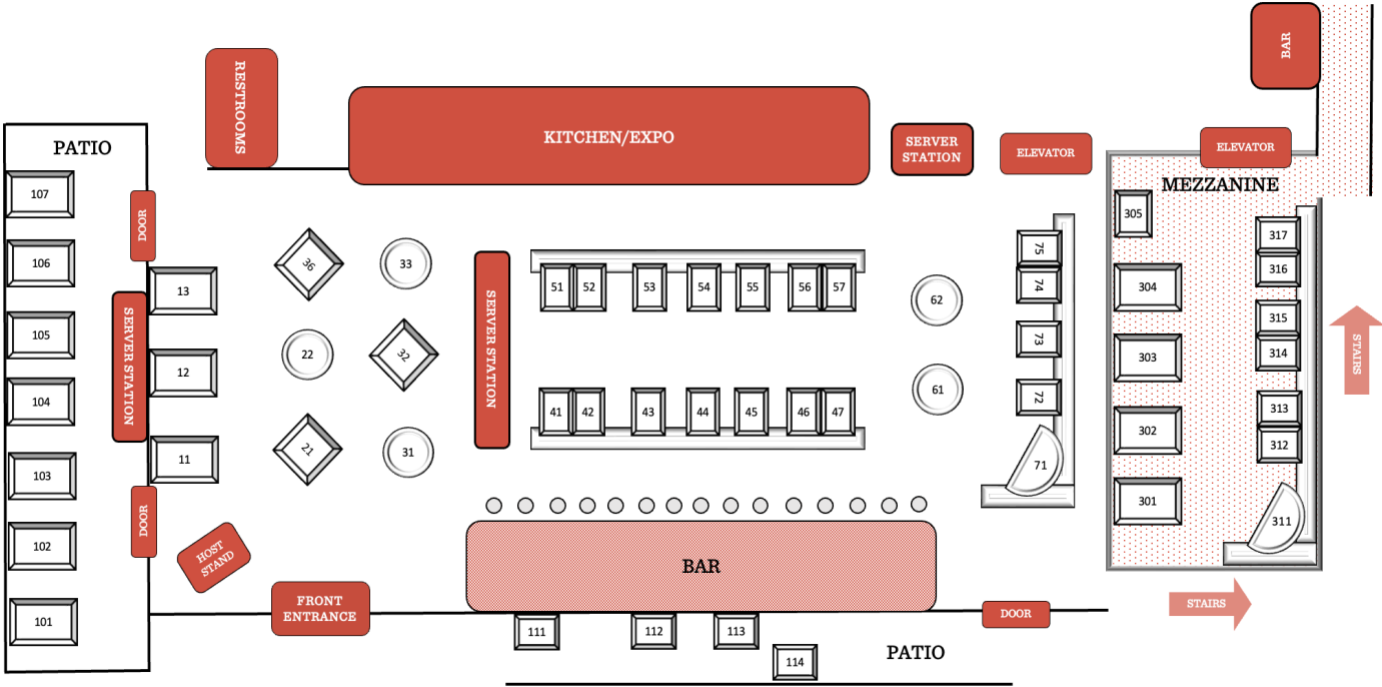 BAR
RESTROOMS
KITCHEN/EXPO
SERVER
STATION
ELEVATOR
ELEVATOR
PATIO
MEZZANINE
107
DOOR
106
105
SERVER STATION
104
103
DOOR
102
101
13
12
11
HOST
STAND
FRONT
ENTRANCE
36
33
22
32
21
31
SERVER STATION
51
52
53
54
55
56
57
41
42
43
44
45
46
47
62
61
75
74
73
72
71
BAR
111
112
113
114
PATIO
DOOR
305
304
303
302
301
317
316
315
314
313
312
311
STAIRS
STAIRS